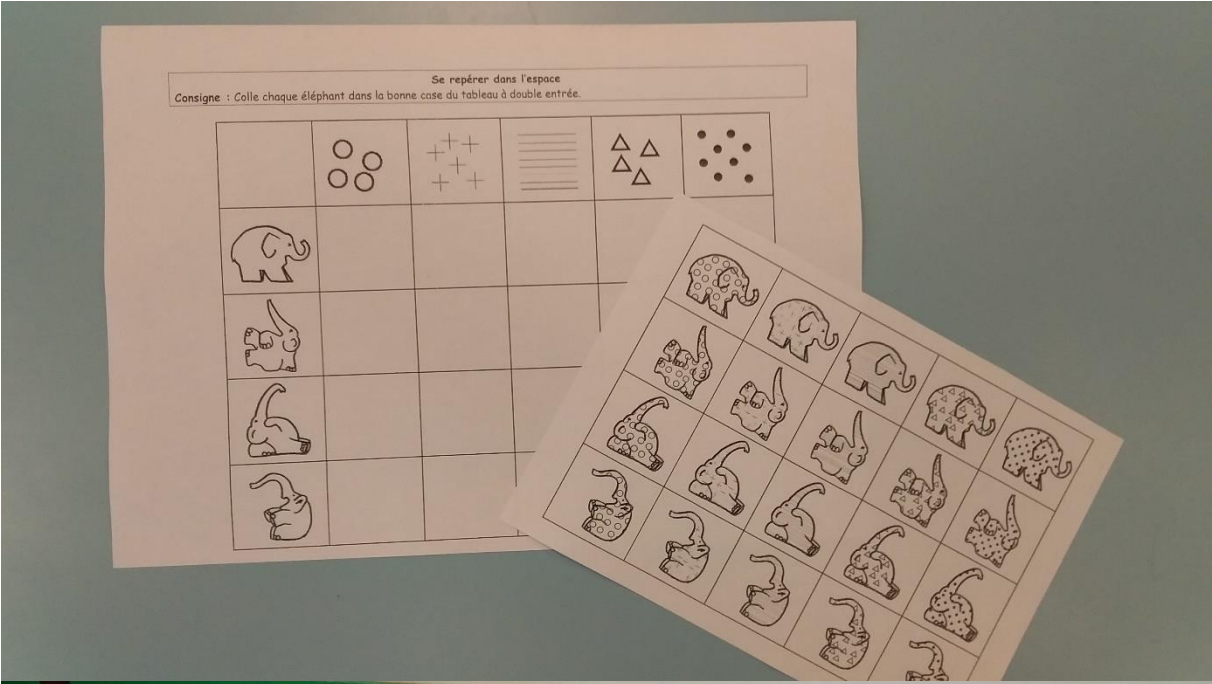 Se repérer dans l'espace
Consigne : Colle chaque éléphant dans la bonne case du tableau à double entrée.